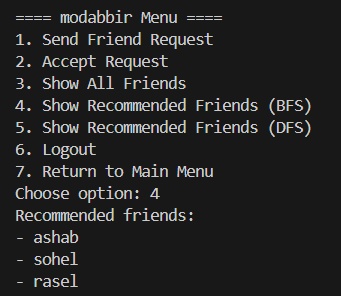 ==== modabbir Menu ====
1. Send Friend Request
2. Accept Request
3. Show All Friends
4. Show Recommended Friends (BFS)
5. Show Recommended Friends (DFS)
6. Logout
7. Return to Main Menu
Choose option: 4
Recommended friends:
- ashab
- sohel
- rasel